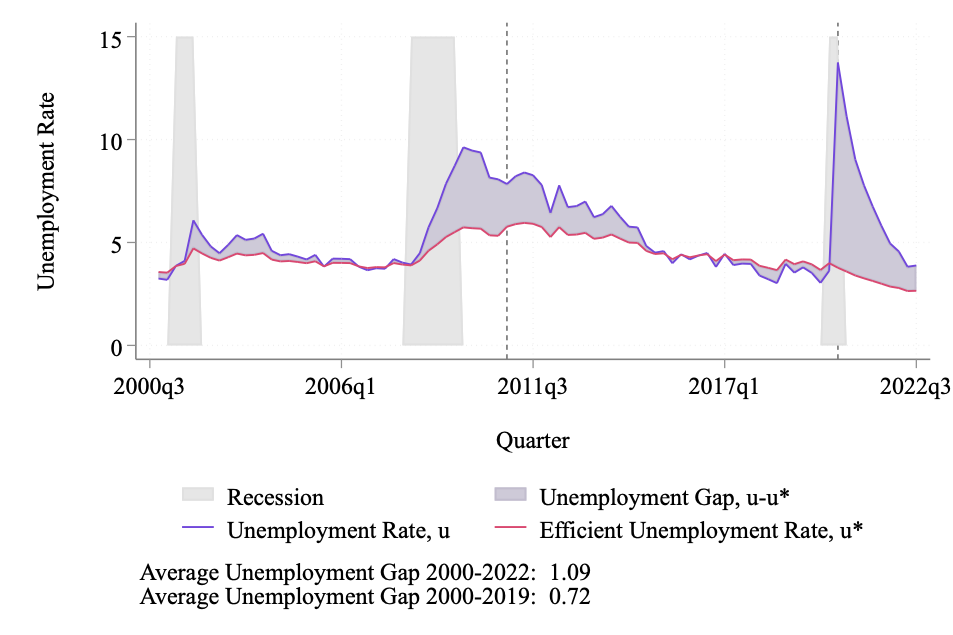 Unemployment Rate
15
10
5
0
2000q3 2006q1 2011q3 2017q1 2022q3
Quarter
Recession Unemployment Gap, u-u*
Unemployment Rate, u Efficient Unemployment Rate, u*
Average Unemployment Gap 2000-2022: 1.09
Average Unemployment Gap 2000-2019: 0.72